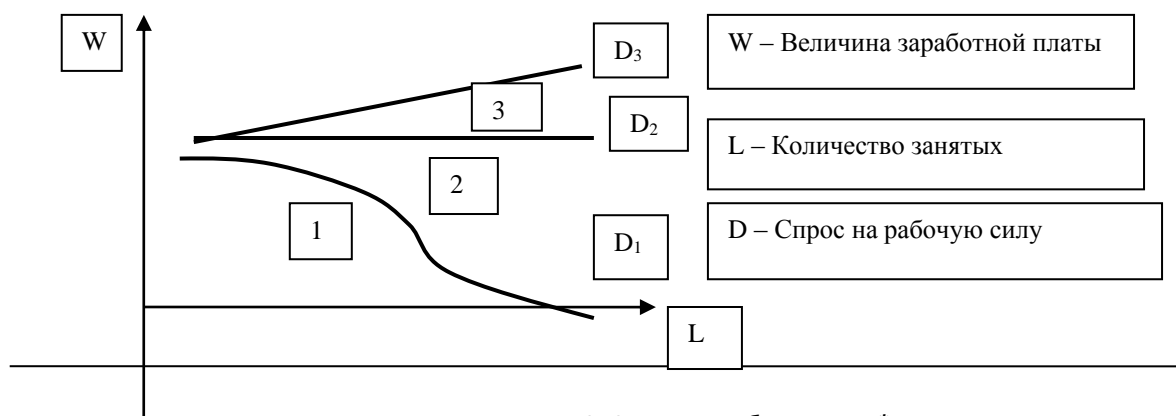 W
D3
W – Величина заработной платы
3
D2
L – Количество занятых
2
1
D1
D – Спрос на рабочую силу
L